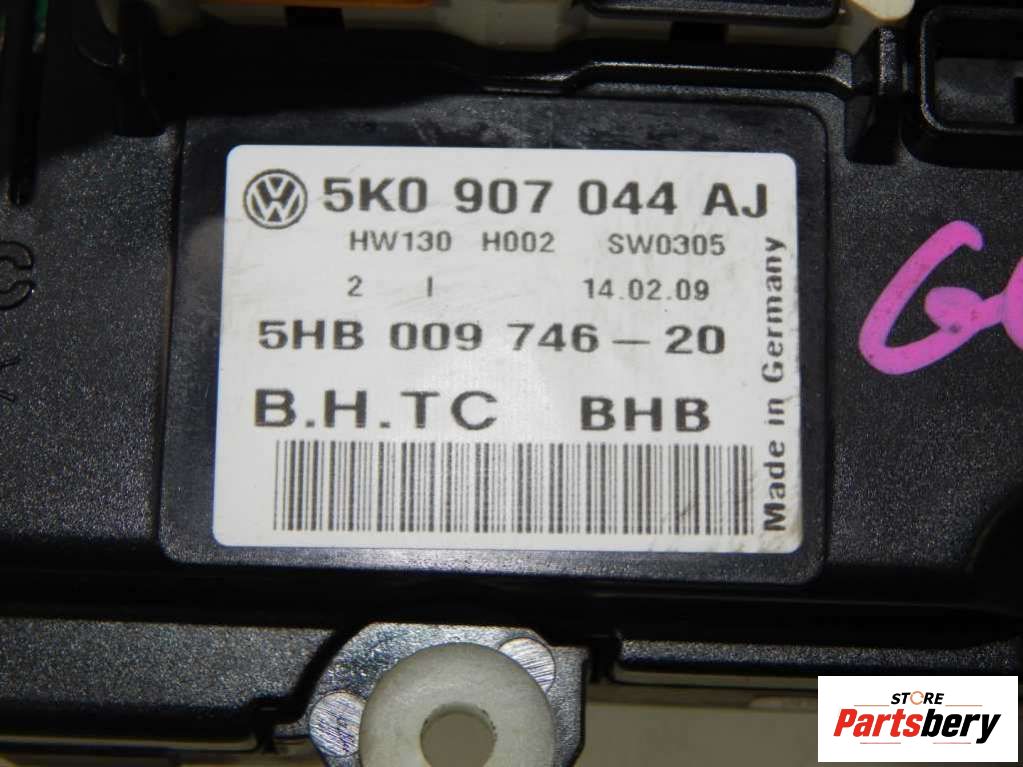 5K0 907 044 AJ
HW130 H002 SW0305
2 I 14.02.09
5HB 009 746-20
B.H.TC BHB
Made in Germany
STORE
Partsbery